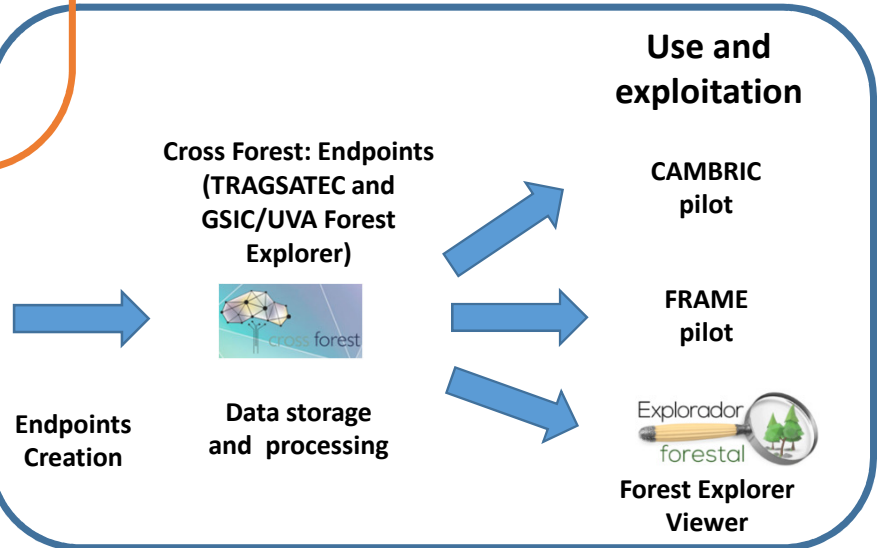 Use and
exploitation
Cross Forest: Endpoints
(TRAGSATEC and
GSIC/UVA Forest
Explorer)
cross forest
Data storage
and processing
Endpoints
Creation
CAMBRIC
pilot
FRAME
pilot
Explorador
forestal
Forest Explorer
Viewer